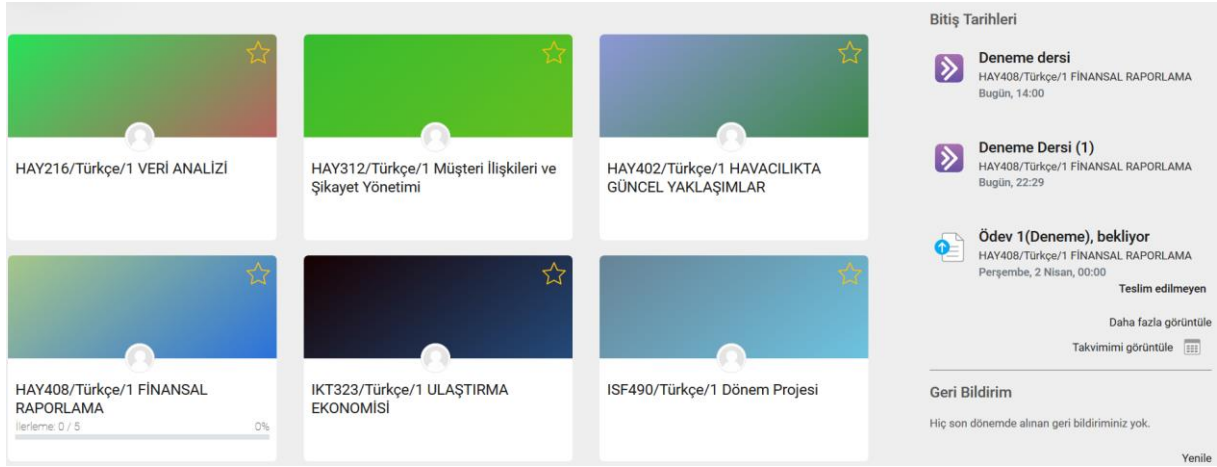 HAY216/Türkçe/1 VERİ ANALİZİ
HAY312/Türkçe/1 Müşteri İlişkileri ve
Şikayet Yönetimi
HAY402/Türkçe/1 HAVACILIKTA
GÜNCEL YAKLAŞIMLAR
HAY408/Türkçe/1 FİNANSAL
RAPORLAMA
İlerleme: 0 / 5 0%
IKT323/Türkçe/1 ULAŞTIRMA
EKONOMİSİ
ISF490/Türkçe/1 Dönem Projesi
Bitiş Tarihleri
Deneme dersi
HAY408/Türkçe/1 FİNANSAL RAPORLAMA
Bugün, 14:00
Deneme Dersi (1)
HAY408/Türkçe/1 FİNANSAL RAPORLAMA
Bugün, 22:29
Ödev 1(Deneme), bekliyor
HAY408/Türkçe/1 FİNANSAL RAPORLAMA
Perşembe, 2 Nisan, 00:00
Teslim edilmeyen
Daha fazla görüntüle
Takvimimi görüntüle
Geri Bildirim
Hiç son dönemde alınan geri bildiriminiz yok.
Yenile